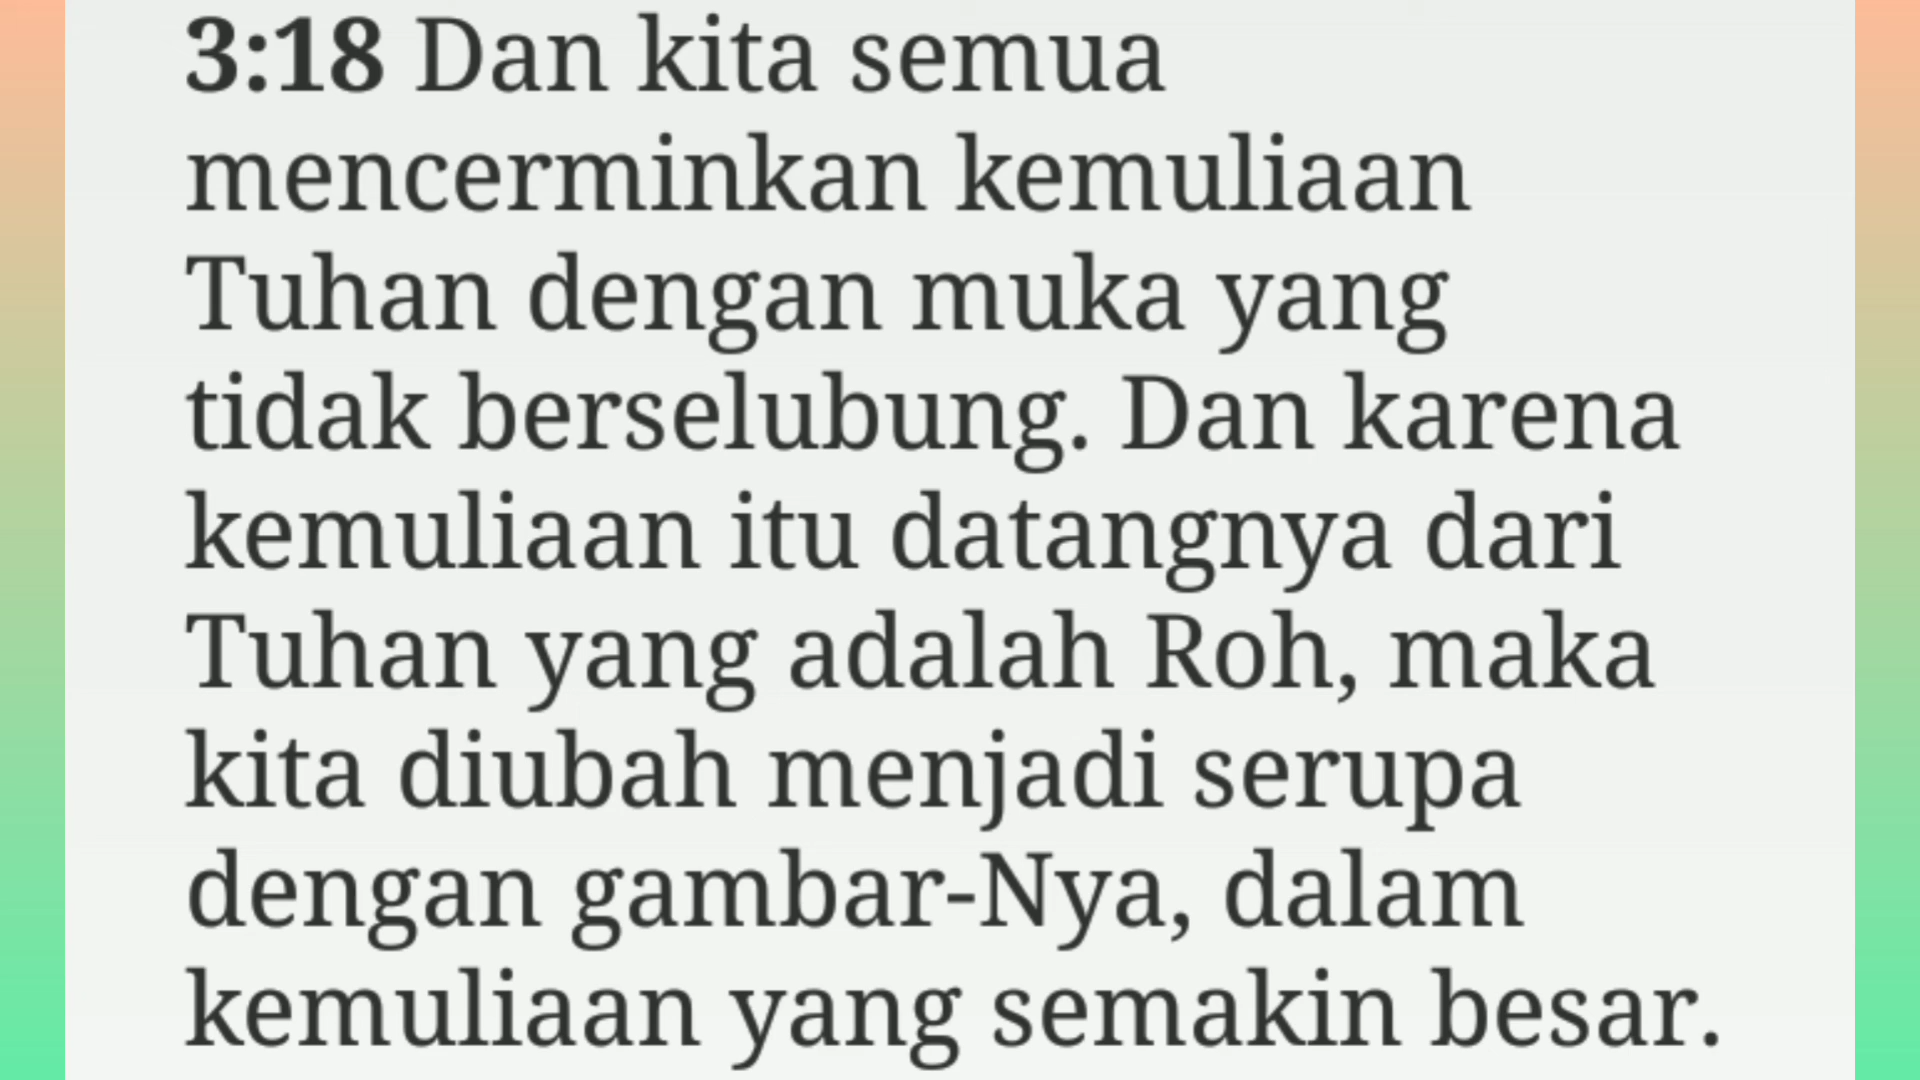 3:18 Dan kita semua
mencerminkan kemuliaan
Tuhan dengan muka yang
tidak berselubung. Dan karena
kemuliaan itu datangnya dari
Tuhan yang adalah Roh, maka
kita diubah menjadi serupa
dengan gambar-Nya, dalam
kemuliaan yang semakin besar.